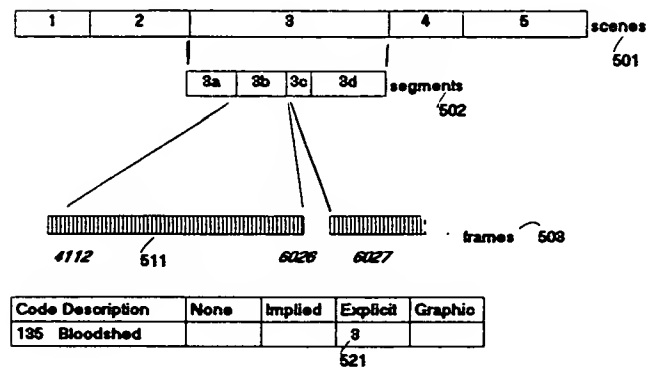 1 2 3 4 5 scenes
501
3a 3b 3c 3d segments
502
4112 511 6026 6027 frames 503
Code Description None Implied Explicit Graphic
135 Bloodshed 3
521